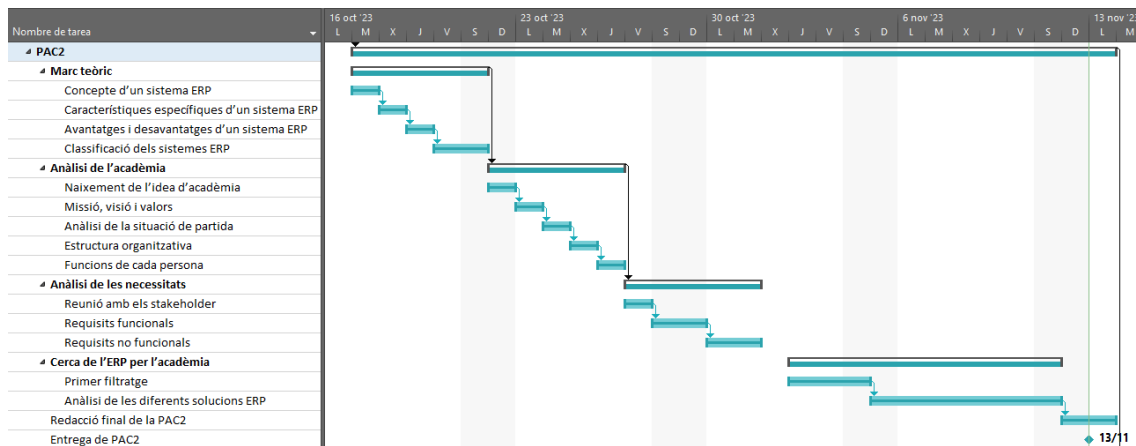 16 oct '23 23 oct '23 30 oct '23 6 nov '23 13 nov '23
Nombre de tarea L M X J V S D L M X J V S D L M X J V S D L M X J V S D L M
PAC2
Marc teòric
Concepte d'un sistema ERP
Característiques específiques d'un sistema ERP
Avantatges i desavantatges d'un sistema ERP
Classificació dels sistemes ERP
Anàlisi de l'acadèmia
Naixement de l'idea d'acadèmia
Missió, visió i valors
Anàlisi de la situació de partida
Estructura organitzativa
Funcions de cada persona
Anàlisi de les necessitats
Reunió amb els stakeholder
Requisits funcionals
Requisits no funcionals
Cerca de l'ERP per l'acadèmia
Primer filtratge
Anàlisi de les diferents solucions ERP
Redacció final de la PAC2
Entrega de PAC2 13/11